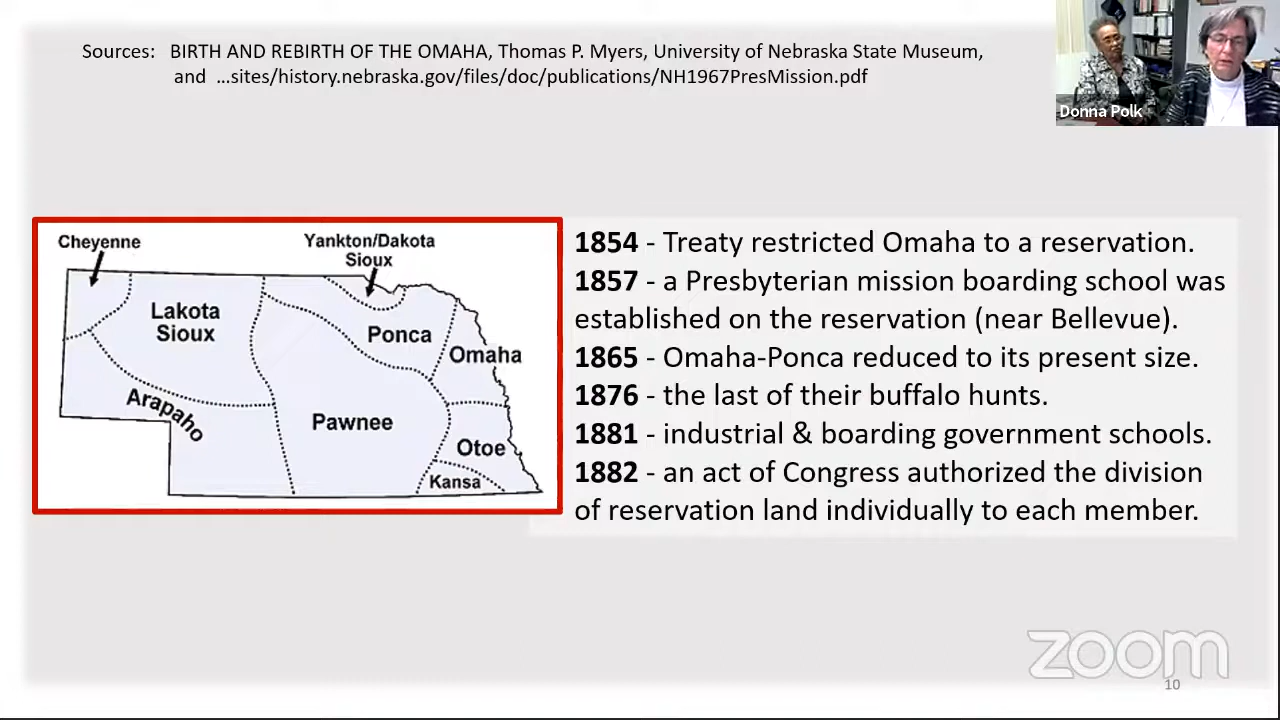 Sources: BIRTH AND REBIRTH OF THE OMAHA, Thomas P. Myers, University of Nebraska State Museum,
and ...sites/history.nebraska.gov/files/doc/publications/NH1967PresMission.pdf
Donna Polk
Cheyenne
Yankton/Dakota
Sioux
Lakota
Sioux
Ponca
Omaha
Arapaho
Pawnee
Otoe
Kansa
1854 - Treaty restricted Omaha to a reservation.
1857 - a Presbyterian mission boarding school was
established on the reservation (near Bellevue).
1865 - Omaha-Ponca reduced to its present size.
1876 - the last of their buffalo hunts.
1881 - industrial & boarding government schools.
1882 - an act of Congress authorized the division
of reservation land individually to each member.
zoom
10